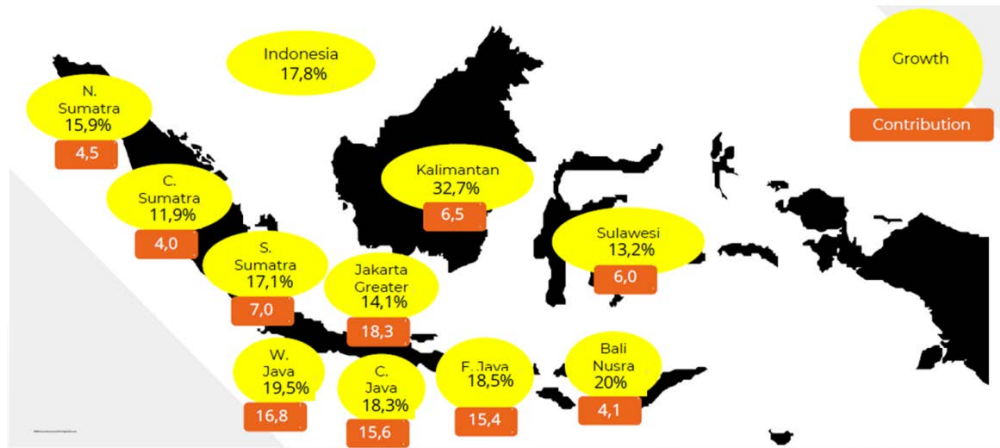 Indonesia
17,8%
Growth
Contribution
N.
Sumatra
15,9%
4,5
C.
Sumatra
11,9%
4,0
Kalimantan
32,7%
6,5
Sulawesi
13,2%
6,0
S.
Sumatra
17,1%
7,0
Jakarta
Greater
14,1%
18,3
W.
Java
19,5%
16,8
C.
Java
18,3%
15,6
E. Java
18,5%
15,4
Bali
Nusra
20%
4,1